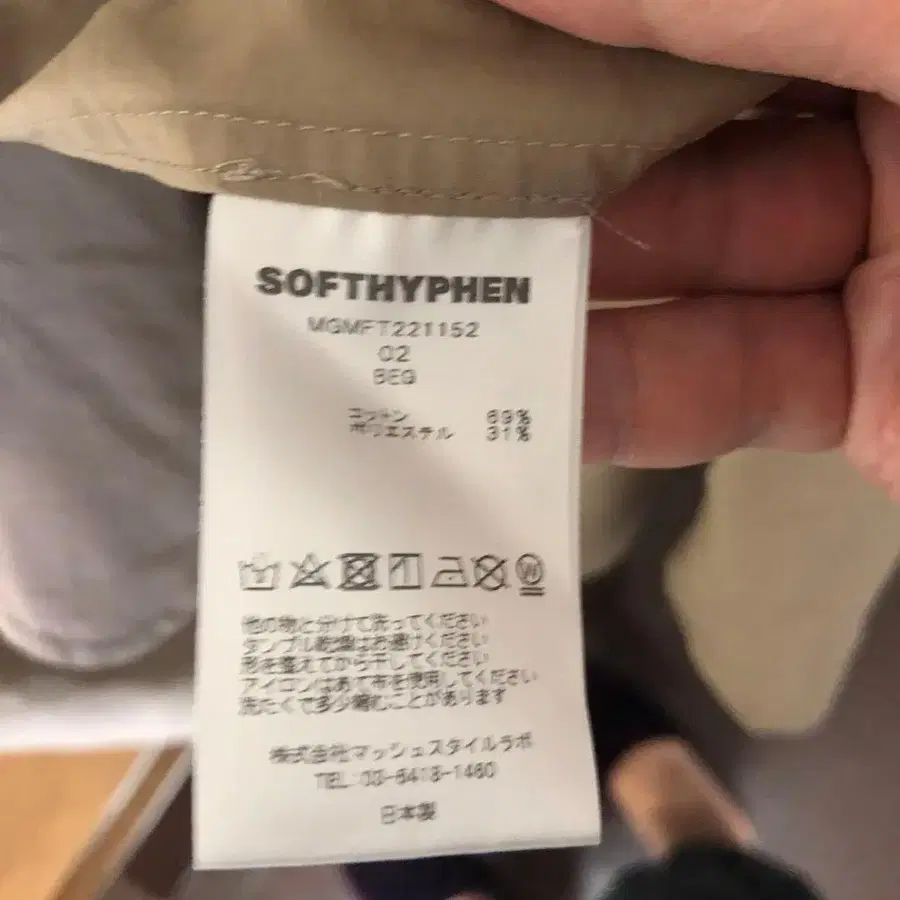 SOFTHYPHEN
MGMFT221152
02
BEG
コットン 69%
ポリエステル 31%
他の物と分けて洗ってください
タンブル乾燥はお避けください
形を整えてから干してください
アイロンはあて布を使用してください
洗たくで多少縮むことがあります
株式会社マッシュスタイルラボ
TEL:03-6418-1460
日本製